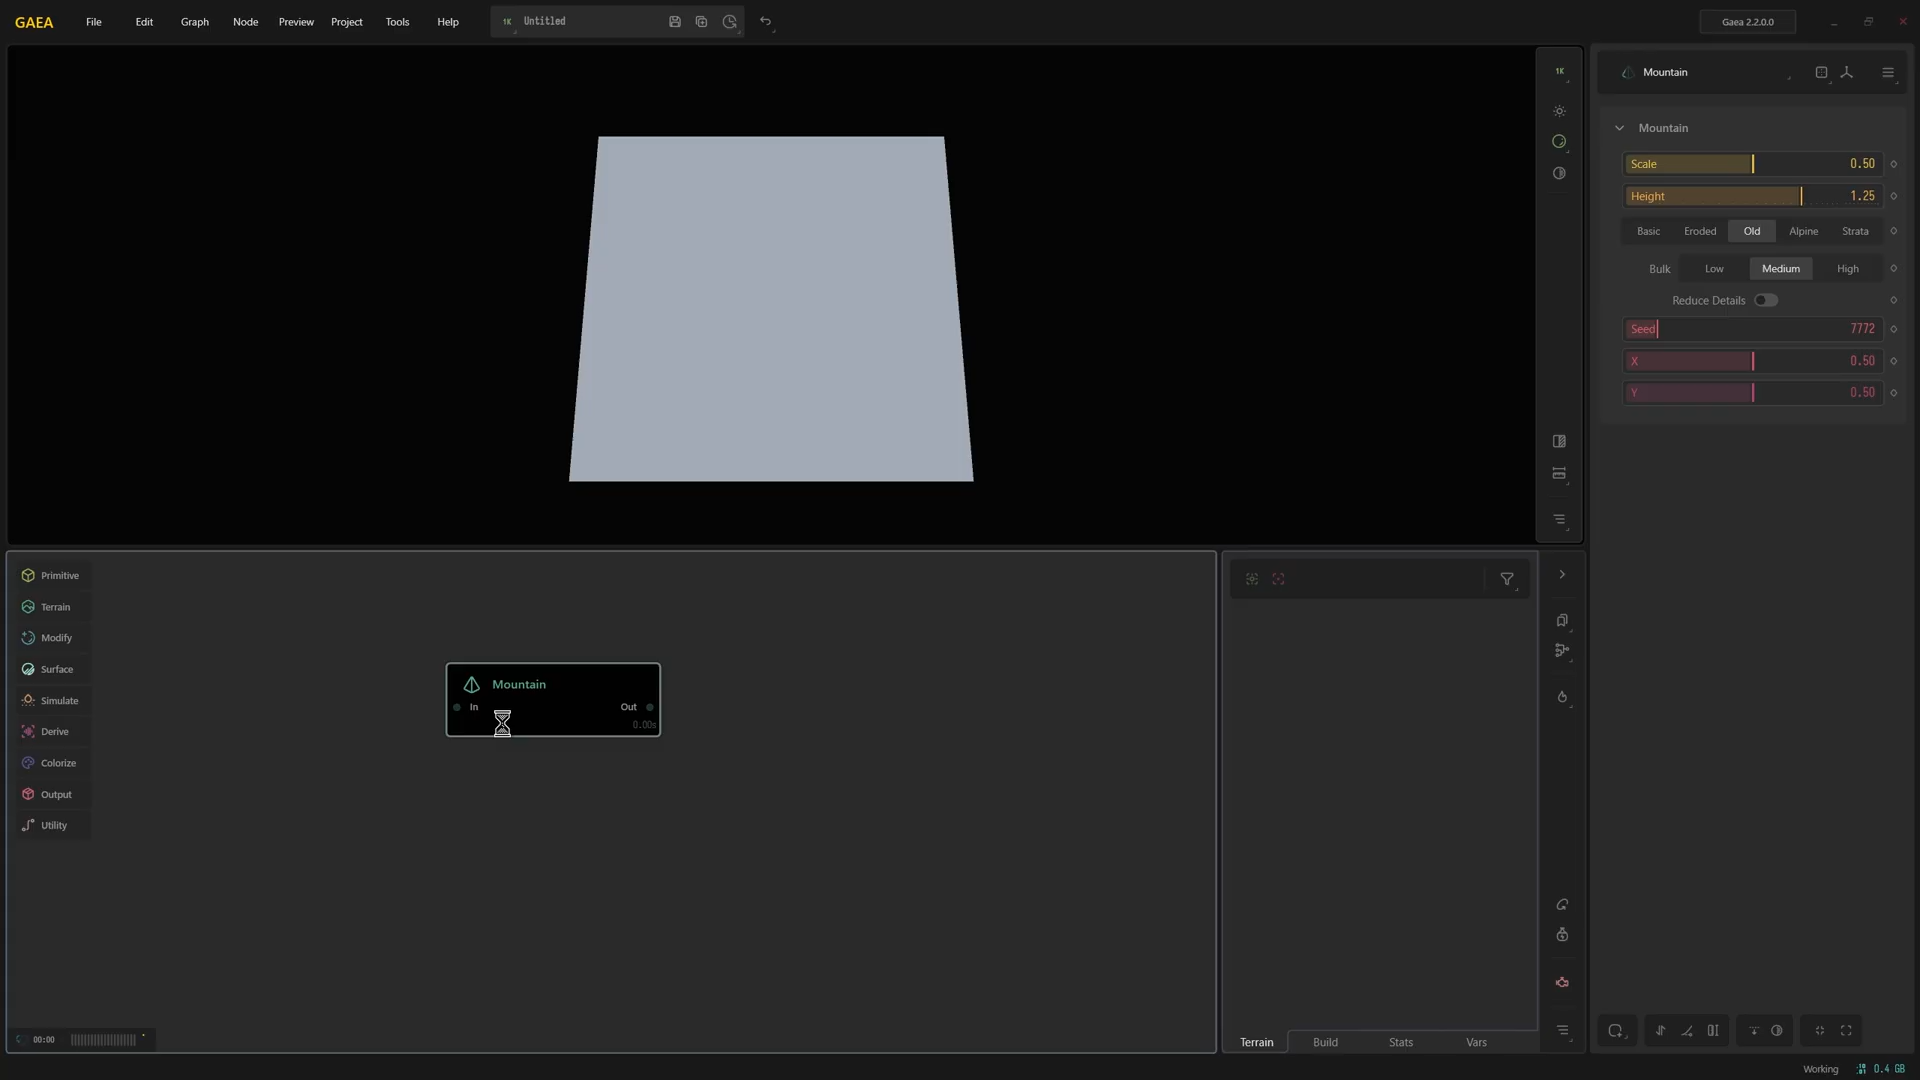 GAEA File Edit Graph Node Preview Project Tools Help 1K Untitled Gaea 2.2.0.0
1K
Mountain
Mountain
Scale 0.50
Height 1.25
Basic Eroded Old Alpine Strata
Bulk Low Medium High
Reduce Details
Seed 7772
X 0.50
Y 0.50
Primitive
Terrain
Modify
Surface
Simulate
Derive
Colorize
Output
Utility
Mountain
In Out
0.00s
00:00
Terrain Build Stats Vars
Working 0.4 GB